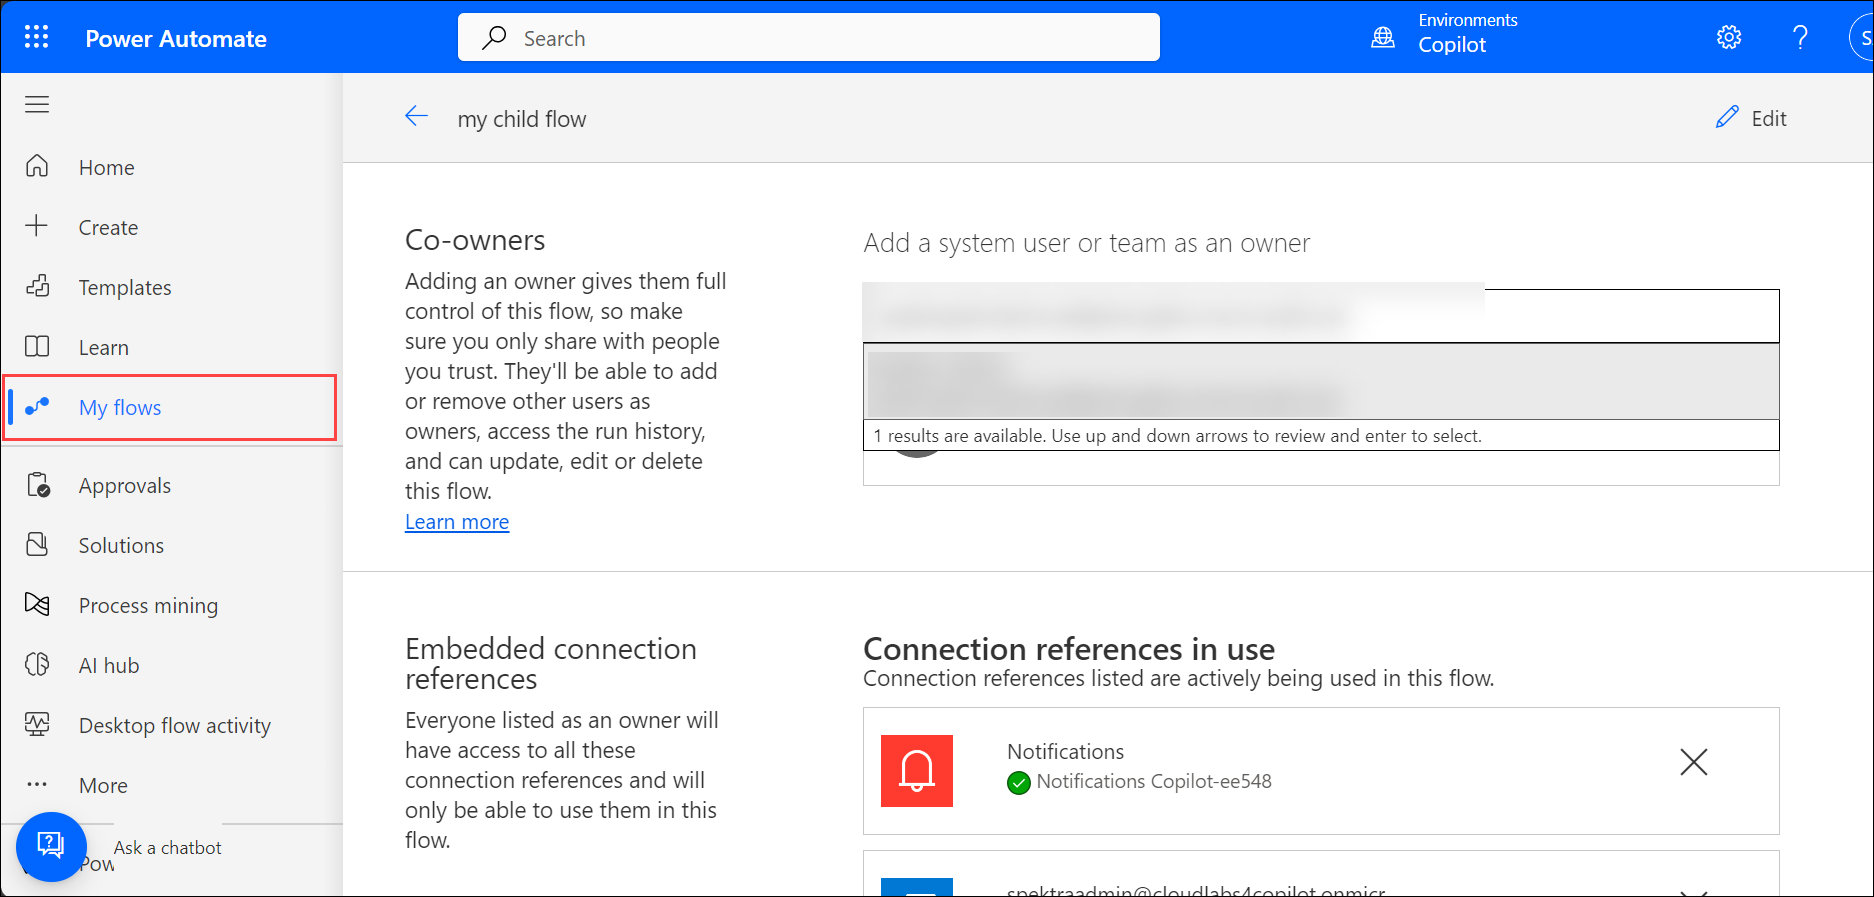 Power Automate
Search
Environments
Copilot
S
my child flow
Edit
Home
Create
Templates
Learn
My flows
Approvals
Solutions
Process mining
AI hub
Desktop flow activity
More
Ask a chatbot
Pow
Co-owners
Adding an owner gives them full
control of this flow, so make
sure you only share with people
you trust. They'll be able to add
or remove other users as
owners, access the run history,
and can update, edit or delete
this flow.
Learn more
Add a system user or team as an owner
1 results are available. Use up and down arrows to review and enter to select.
Embedded connection
references
Everyone listed as an owner will
have access to all these
connection references and will
only be able to use them in this
flow.
Connection references in use
Connection references listed are actively being used in this flow.
Notifications
Notifications Copilot-ee548
spektraadmin@cloudlabs4copilot.onmicr